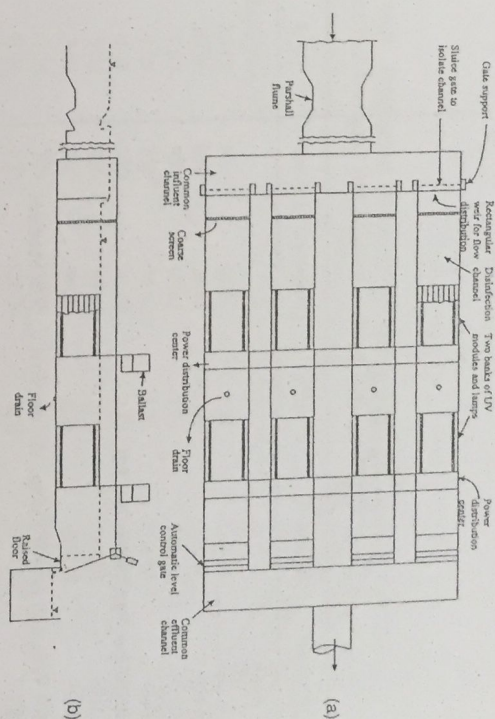 Gate support
Sluice gate to
isolate channel
Rectangular
weir for flow
distribution
Disinfection
channel
Two banks of UV
modules and lamps
Power
distribution
center
Parshall
flume
Common
influent
channel
Coarse
screen
Power distribution
center
Floor
drain
Automatic level
control gate
Common
effluent
channel
(a)
Ballast
Floor
drain
Raised
floor
(b)